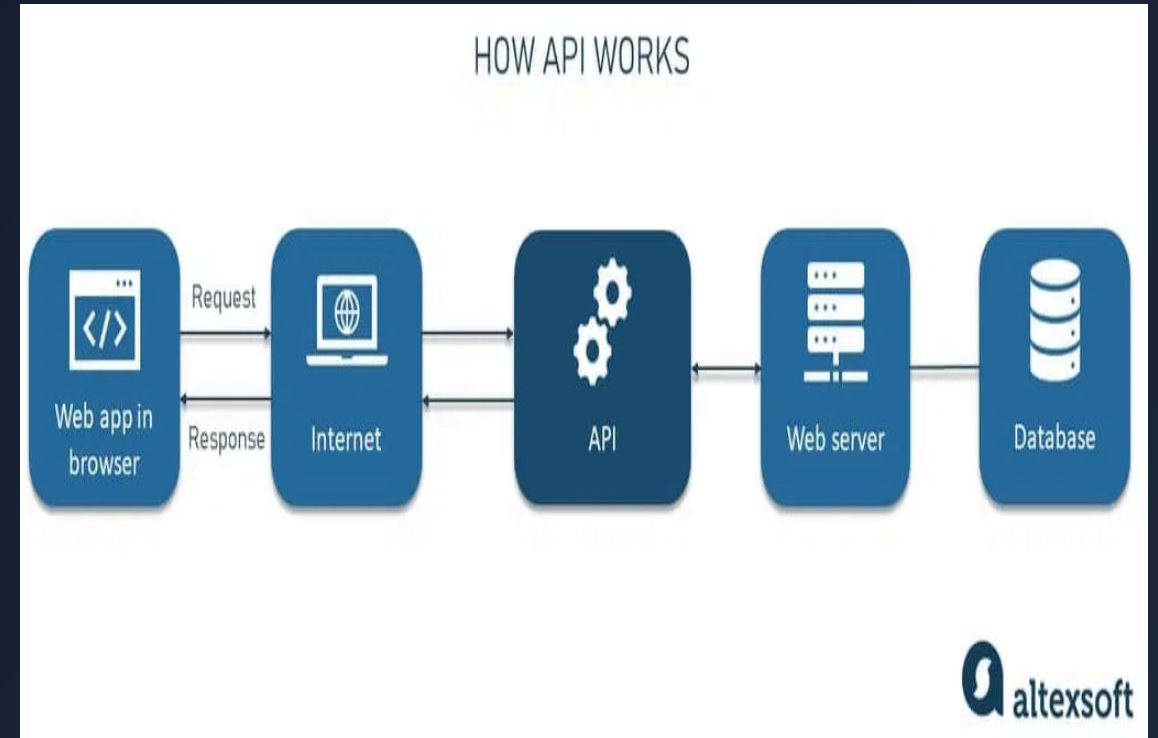 HOW API WORKS
Request
</>
Web app in
browser
Response
Internet
API
Web server
Database
altexsoft